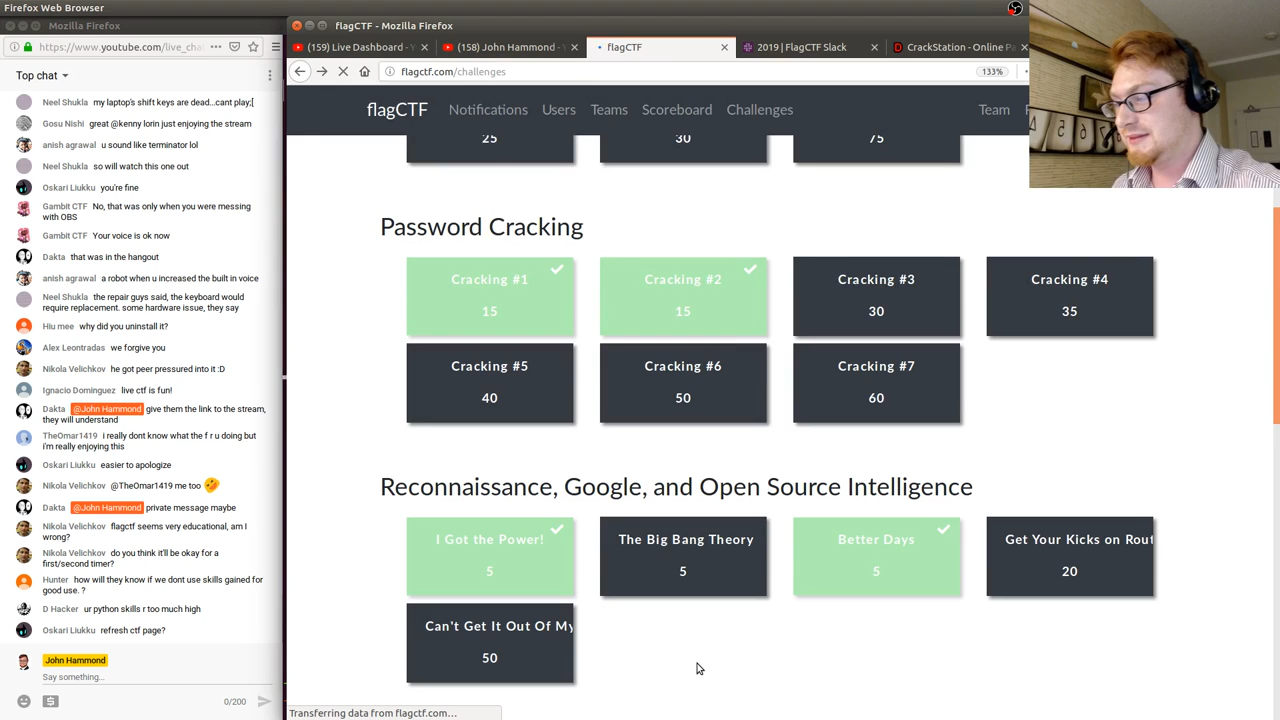 Firefox Web Browser
Mozilla Firefox
https://www.youtube.com/live_cha
Top chat
Neel Shukla my laptop's shift keys are dead...cant play;[
Gosu Nishi great @kenny lorin just enjoying the stream
anish agrawal u sound like terminator lol
Neel Shukla so will watch this one out
Oskari Liukku you're fine
Gambit CTF No, that was only when you were messing
with OBS
Gambit CTF Your voice is ok now
Dakta that was in the hangout
anish agrawal a robot when u increased the built in voice
Neel Shukla the repair guys said, the keyboard would
require replacement. some hardware issue, they say
Hiu mee why did you uninstall it?
Alex Leontradas we forgive you
Nikola Velichkov he got peer pressured into it :D
Ignacio Dominguez live ctf is fun!
Dakta @John Hammond give them the link to the stream,
they will understand
TheOmar1419 i really dont know what the f r u doing but
i'm really enjoying this
Oskari Liukku easier to apologize
Nikola Velichkov @TheOmar1419 me too
Dakta @John Hammond private message maybe
Nikola Velichkov flagctf seems very educational, am I
wrong?
Nikola Velichkov do you think it'll be okay for a
first/second timer?
Hunter how will they know if we dont use skills gained for
good use. ?
D Hacker ur python skills r too much high
Oskari Liukku refresh ctf page?
John Hammond
Say something...
0/200
flagCTF - Mozilla Firefox
(159) Live Dashboard - Y
(158) John Hammond - Y
flagCTF
2019 | FlagCTF Slack
CrackStation - Online Pa
flagctf.com/challenges
133%
flagCTF Notifications Users Teams Scoreboard Challenges Team
25 30 75
Password Cracking
Cracking #1 Cracking #2 Cracking #3 Cracking #4
15 15 30 35
Cracking #5 Cracking #6 Cracking #7
40 50 60
Reconnaissance, Google, and Open Source Intelligence
I Got the Power! The Big Bang Theory Better Days Get Your Kicks on Rout
5 5 5 20
Can't Get It Out Of My
50
Transferring data from flagctf.com...